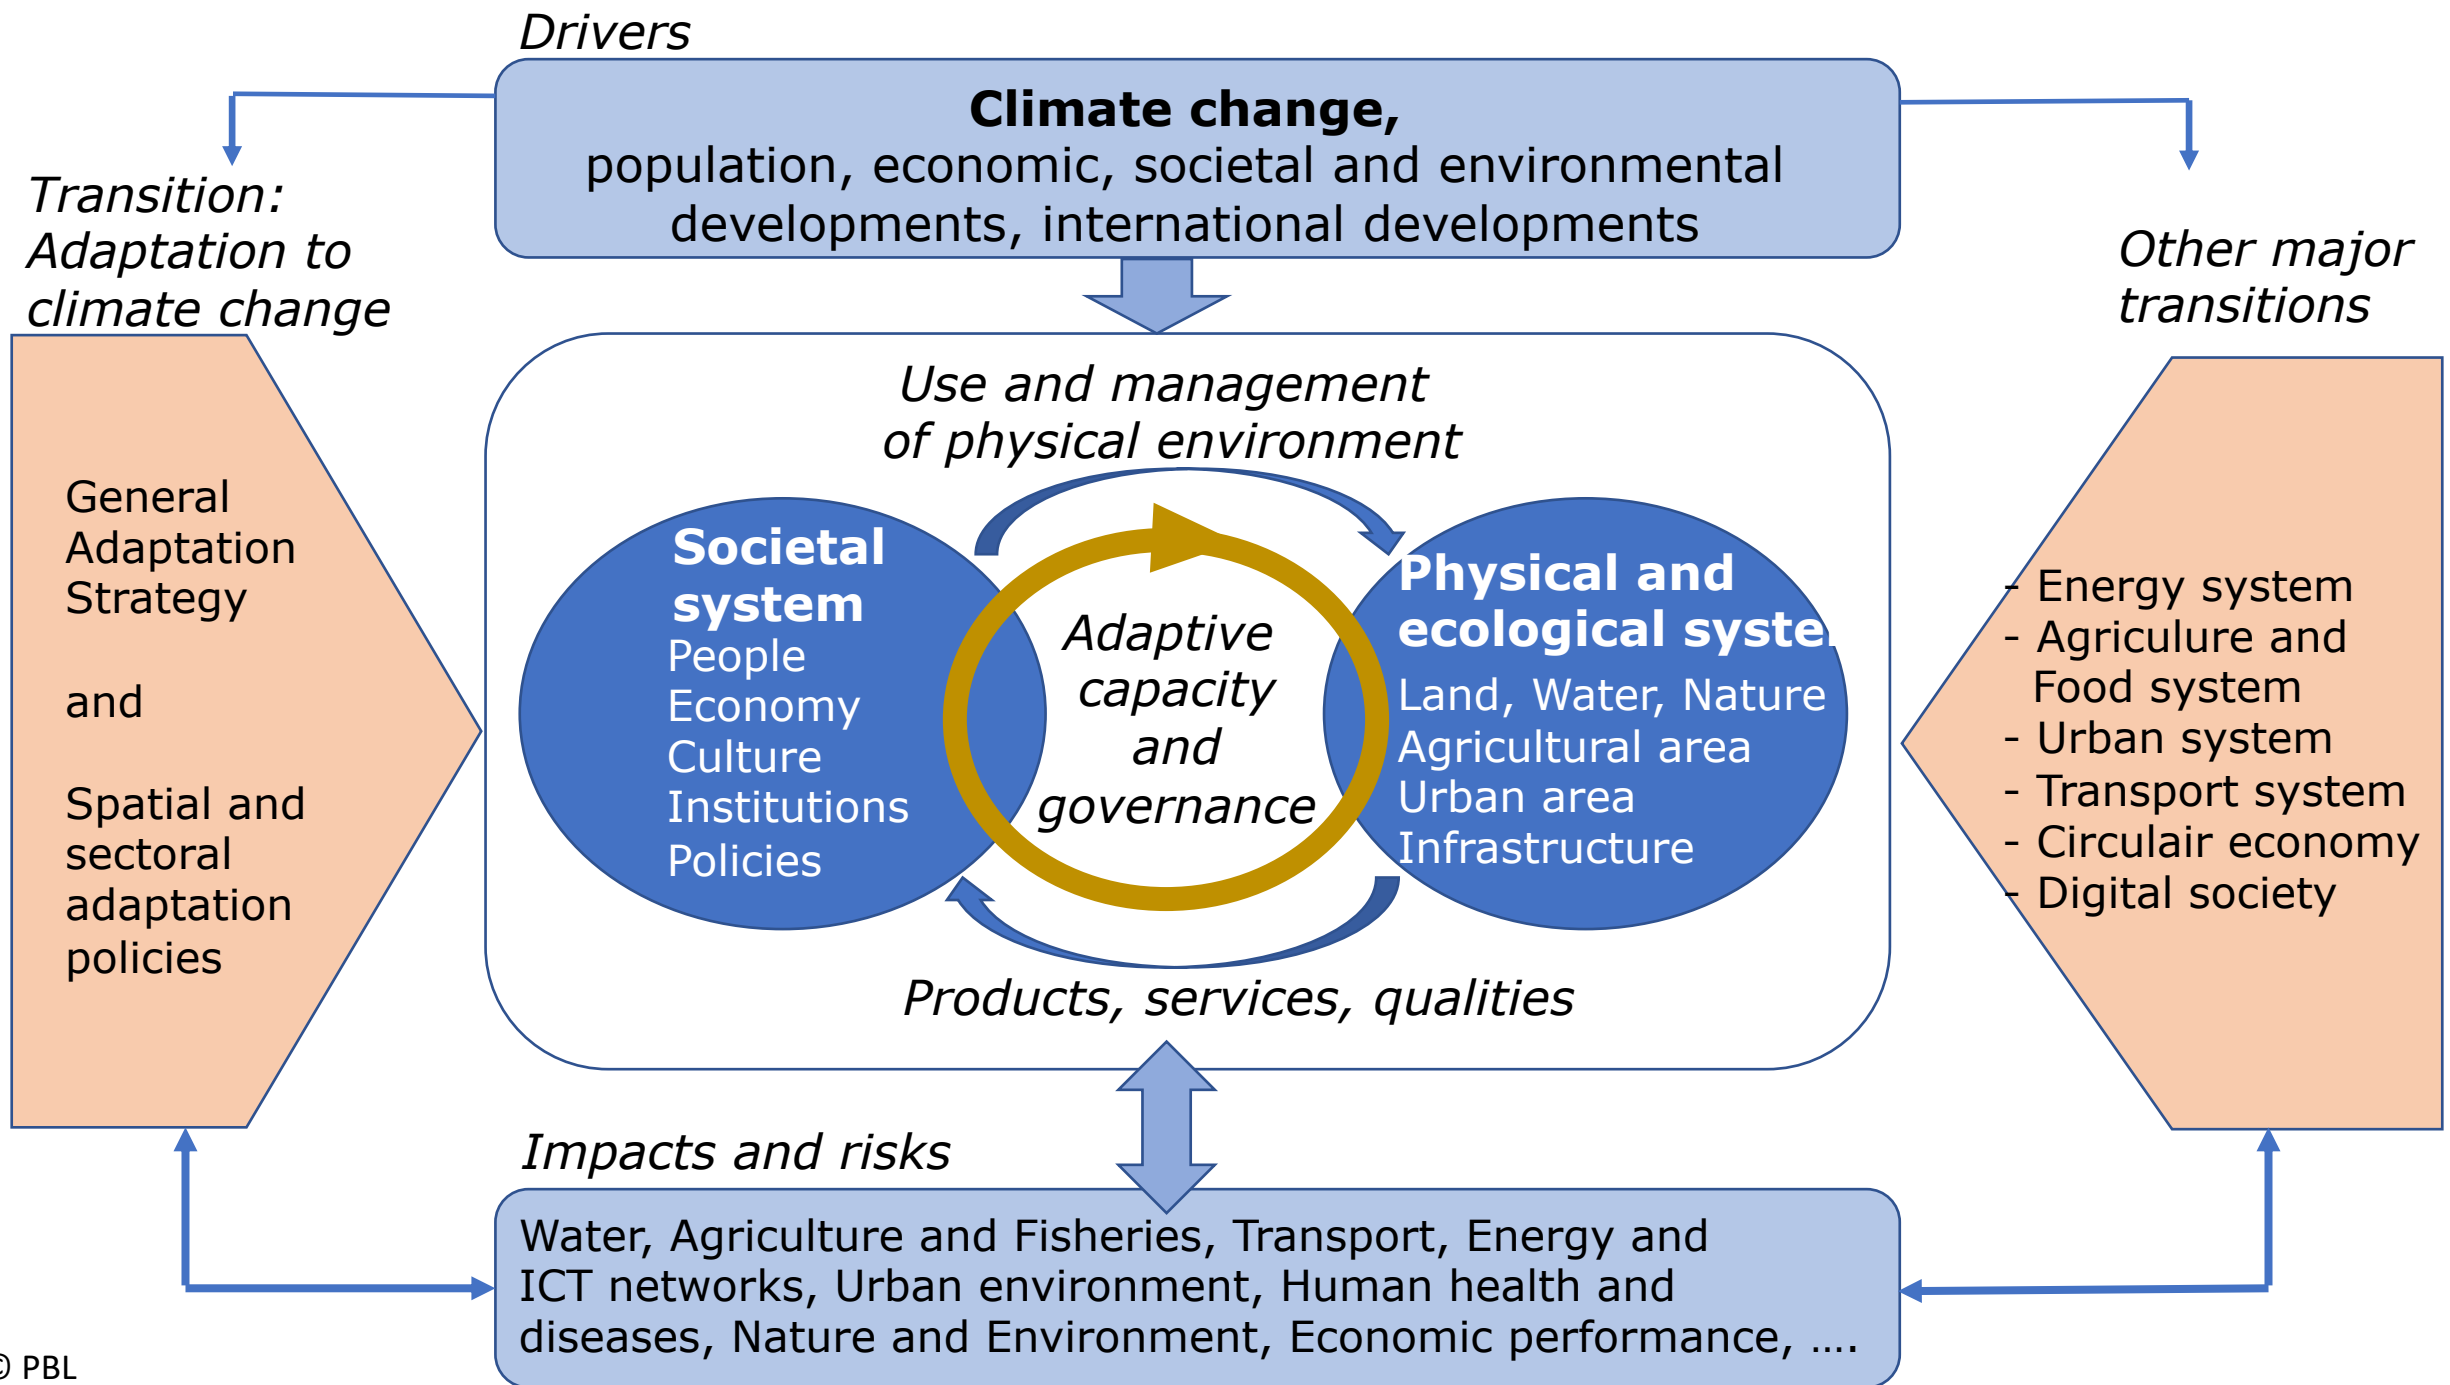 Drivers
Climate change,
population, economic, societal and environmental
developments, international developments
Transition:
Adaptation to
climate change
General
Adaptation
Strategy
and
Spatial and
sectoral
adaptation
policies
Use and management
of physical environment
Societal
system
People
Economy
Culture
Institutions
Policies
Adaptive
capacity
and
governance
Physical and
ecological syste
Land, Water, Nature
Agricultural area
Urban area
Infrastructure
Products, services, qualities
Other major
transitions
- Energy system
- Agriculure and
Food system
- Urban system
- Transport system
- Circulair economy
- Digital society
Impacts and risks
Water, Agriculture and Fisheries, Transport, Energy and
ICT networks, Urban environment, Human health and
diseases, Nature and Environment, Economic performance, ....
© PBL